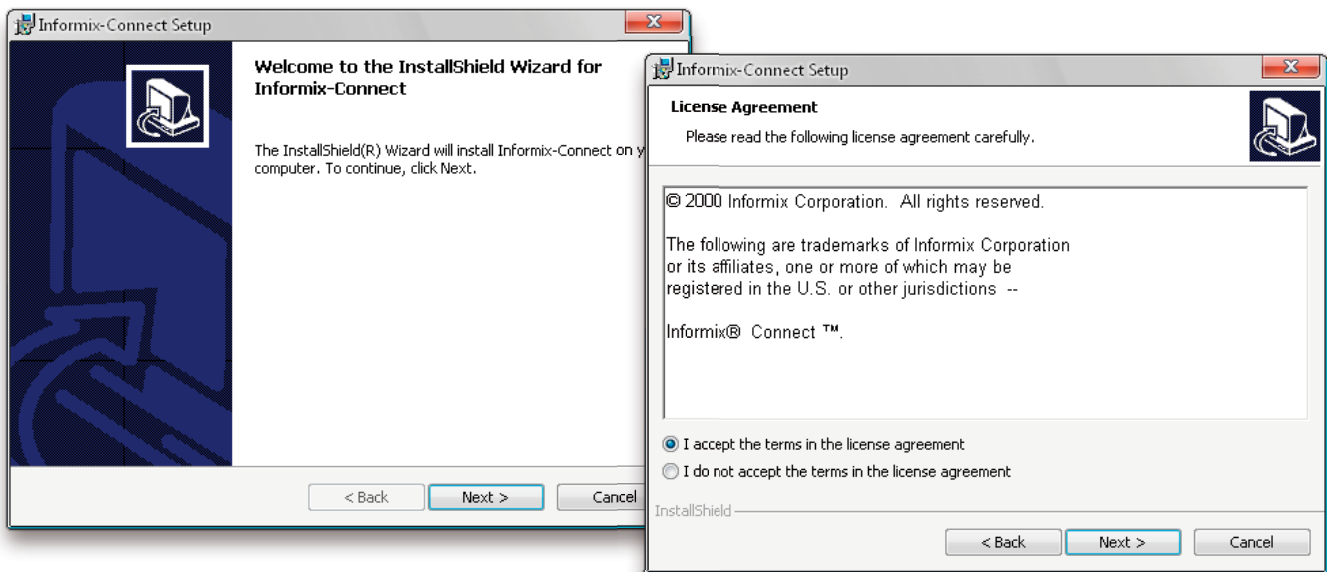 Informix-Connect Setup
Welcome to the InstallShield Wizard for
Informix-Connect
The InstallShield(R) Wizard will install Informix-Connect on y
computer. To continue, click Next.
< Back
Next >
Cancel
Informix-Connect Setup
License Agreement
Please read the following license agreement carefully.
© 2000 Informix Corporation. All rights reserved.
The following are trademarks of Informix Corporation
or its affiliates, one or more of which may be
registered in the U.S. or other jurisdictions --
Informix® Connect ™.
I accept the terms in the license agreement
I do not accept the terms in the license agreement
InstallShield
< Back
Next >
Cancel